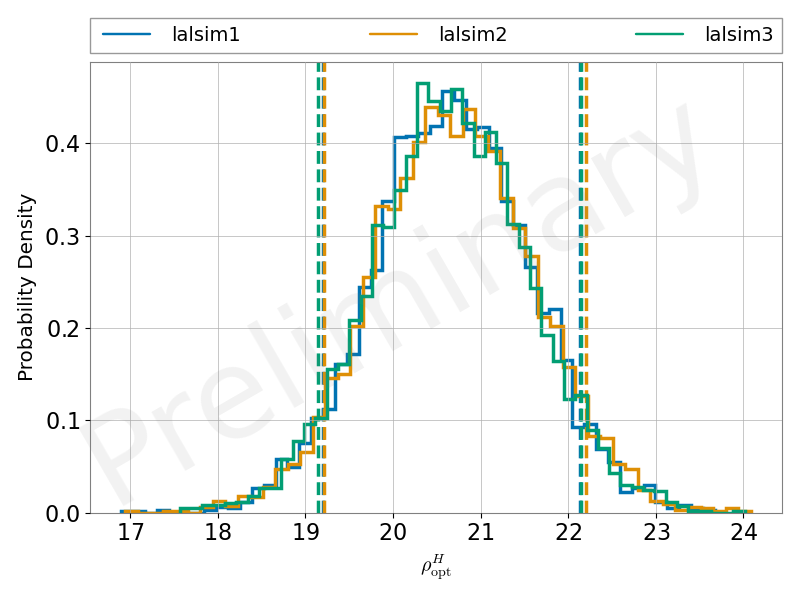 lalsim1 lalsim2 lalsim3
Preliminary
Probability Density
0.4
0.3
0.2
0.1
0.0
17 18 19 20 21 22 23 24
ρ_opt^H